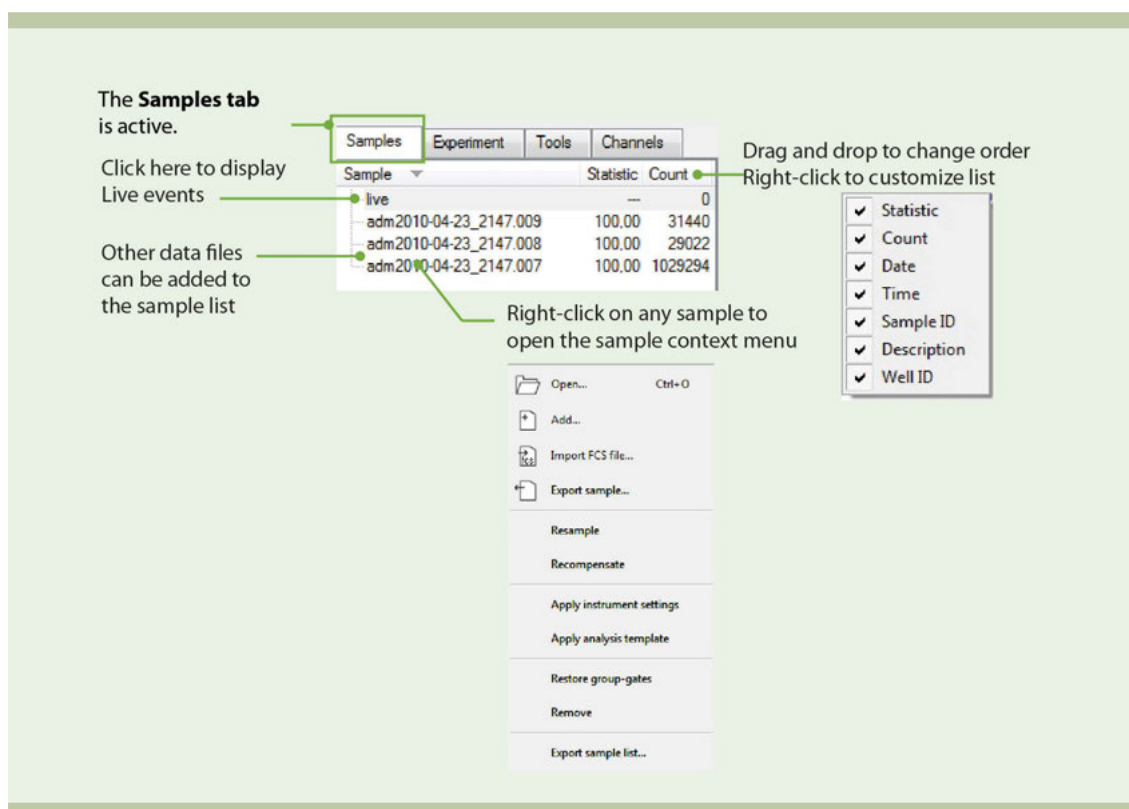 The Samples tab
is active.
Click here to display
Live events
Other data files
can be added to
the sample list
Samples Experiment Tools Channels
Sample Statistic Count
live --- 0
adm2010-04-23_2147.009 100,00 31440
adm2010-04-23_2147.008 100,00 29022
adm2010-04-23_2147.007 100,00 1029294
Drag and drop to change order
Right-click to customize list
Statistic
Count
Date
Time
Sample ID
Description
Well ID
Right-click on any sample to
open the sample context menu
Open... Ctrl+O
Add...
FCS
Import FCS file...
Export sample...
Resample
Recompensate
Apply instrument settings
Apply analysis template
Restore group-gates
Remove
Export sample list...